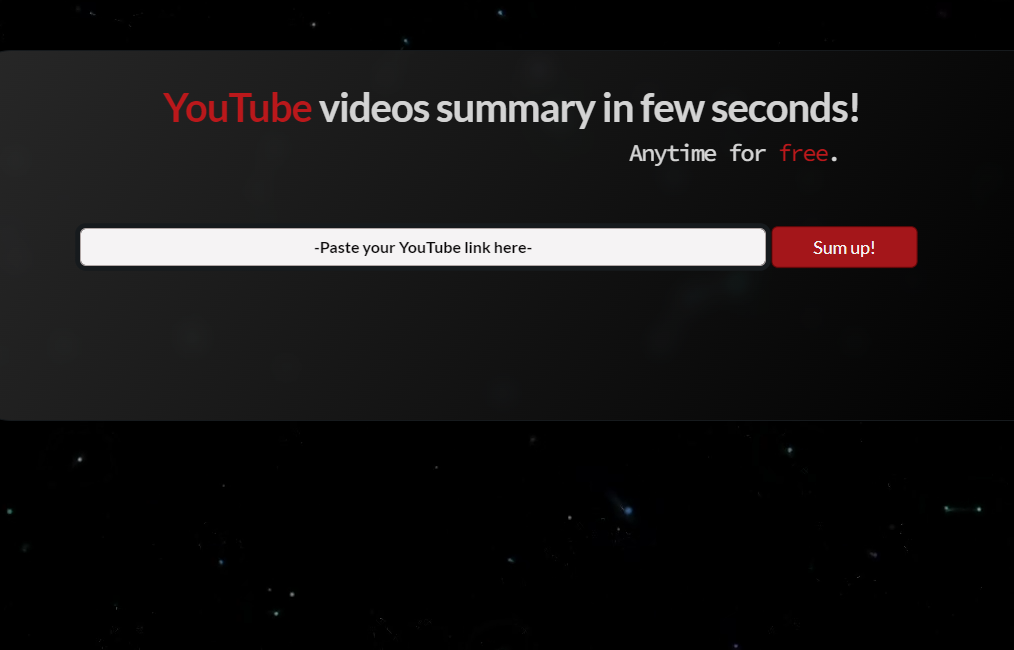 YouTube videos summary in few seconds!
Anytime for free.
-Paste your YouTube link here-
Sum up!